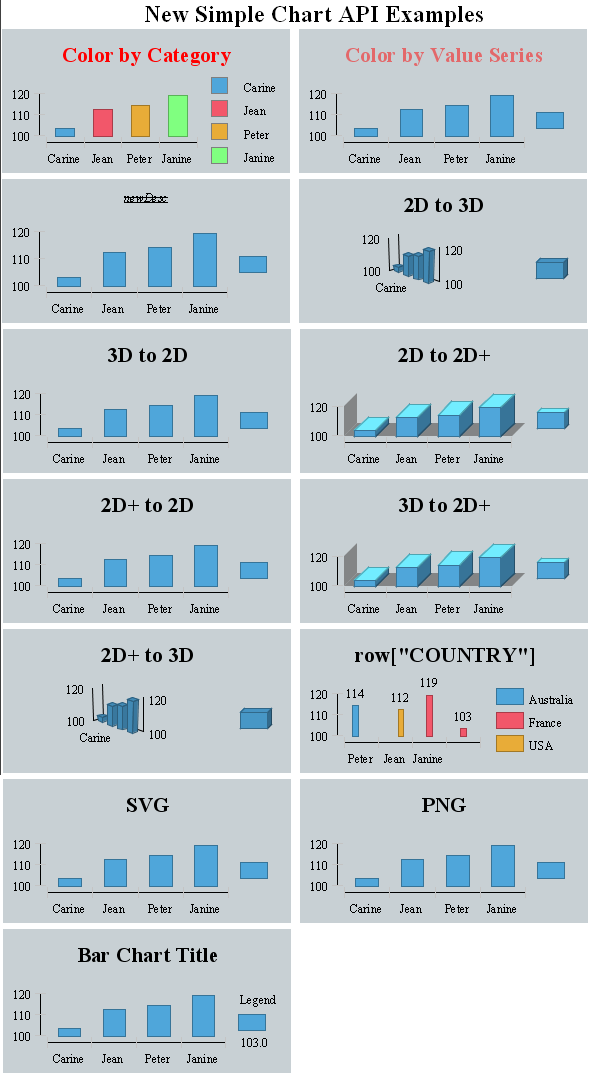 New Simple Chart API Examples
Color by Category
120
110
100
Carine Jean Peter Janine
Carine
Jean
Peter
Janine
Color by Value Series
120
110
100
Carine Jean Peter Janine
120
110
100
Carine Jean Peter Janine
2D to 3D
120
100
Carine
120
100
3D to 2D
120
110
100
Carine Jean Peter Janine
2D to 2D+
120
100
Carine Jean Peter Janine
2D+ to 2D
120
110
100
Carine Jean Peter Janine
3D to 2D+
120
100
Carine Jean Peter Janine
2D+ to 3D
120
100
Carine
120
100
row["COUNTRY"]
120
110
100
114
112
119
103
Peter Jean Janine
Australia
France
USA
SVG
120
110
100
Carine Jean Peter Janine
PNG
120
110
100
Carine Jean Peter Janine
Bar Chart Title
120
110
100
Carine Jean Peter Janine
Legend
103.0